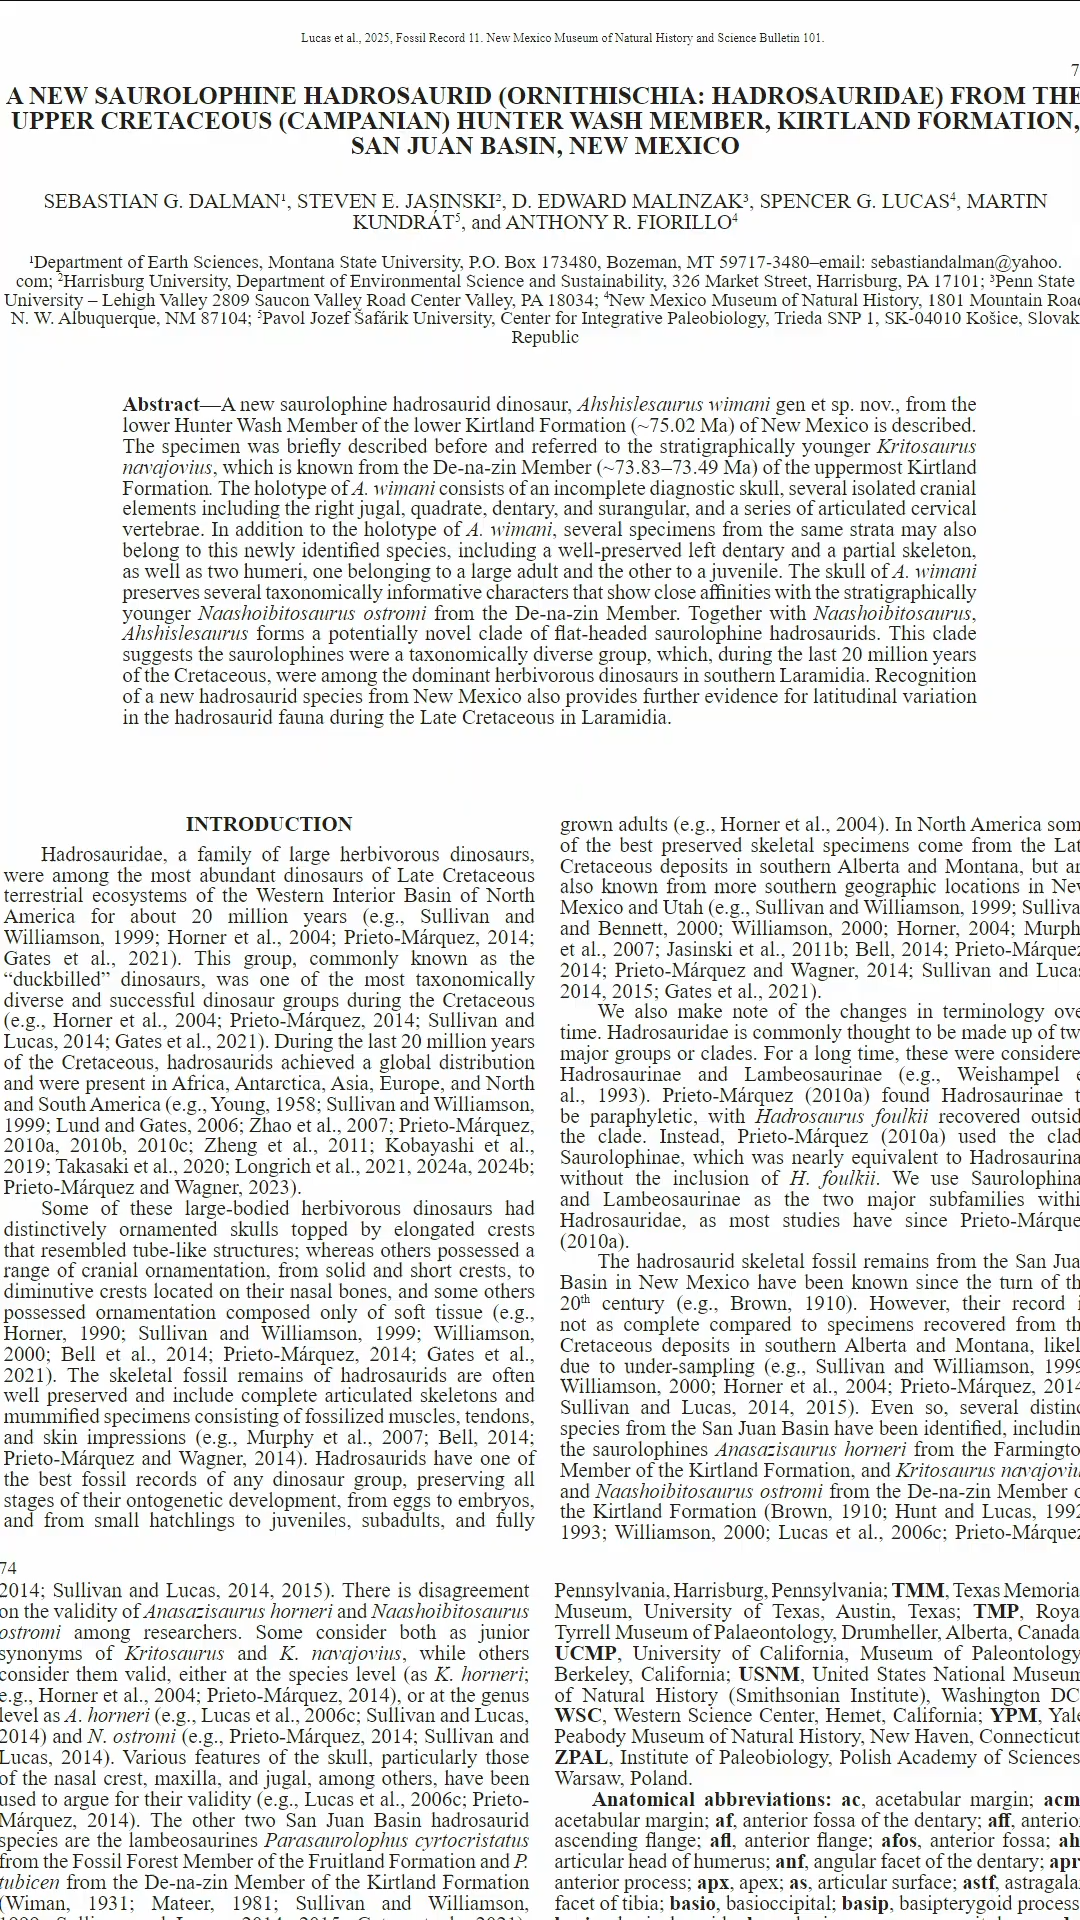 Lucas et al., 2025, Fossil Record 11. New Mexico Museum of Natural History and Science Bulletin 101.
7
A NEW SAUROLOPHINE HADROSAURID (ORNITHISCHIA: HADROSAURIDAE) FROM THE
UPPER CRETACEOUS (CAMPANIAN) HUNTER WASH MEMBER, KIRTLAND FORMATION,
SAN JUAN BASIN, NEW MEXICO
SEBASTIAN G. DALMAN¹, STEVEN E. JASINSKI², D. EDWARD MALINZAK³, SPENCER G. LUCAS⁴, MARTIN
KUNDRÁT⁵, and ANTHONY R. FIORILLO⁴
¹Department of Earth Sciences, Montana State University, P.O. Box 173480, Bozeman, MT 59717-3480–email: sebastiandalman@yahoo.
com; ²Harrisburg University, Department of Environmental Science and Sustainability, 326 Market Street, Harrisburg, PA 17101; ³Penn State
University – Lehigh Valley 2809 Saucon Valley Road Center Valley, PA 18034; ⁴New Mexico Museum of Natural History, 1801 Mountain Road
N. W. Albuquerque, NM 87104; ⁵Pavol Jozef Šafárik University, Center for Integrative Paleobiology, Trieda SNP 1, SK-04010 Košice, Slovak
Republic
Abstract—A new saurolophine hadrosaurid dinosaur, Ahshislesaurus wimani gen et sp. nov., from the
lower Hunter Wash Member of the lower Kirtland Formation (~75.02 Ma) of New Mexico is described.
The specimen was briefly described before and referred to the stratigraphically younger Kritosaurus
navajovius, which is known from the De-na-zin Member (~73.83–73.49 Ma) of the uppermost Kirtland
Formation. The holotype of A. wimani consists of an incomplete diagnostic skull, several isolated cranial
elements including the right jugal, quadrate, dentary, and surangular, and a series of articulated cervical
vertebrae. In addition to the holotype of A. wimani, several specimens from the same strata may also
belong to this newly identified species, including a well-preserved left dentary and a partial skeleton,
as well as two humeri, one belonging to a large adult and the other to a juvenile. The skull of A. wimani
preserves several taxonomically informative characters that show close affinities with the stratigraphically
younger Naashoibitosaurus ostromi from the De-na-zin Member. Together with Naashoibitosaurus,
Ahshislesaurus forms a potentially novel clade of flat-headed saurolophine hadrosaurids. This clade
suggests the saurolophines were a taxonomically diverse group, which, during the last 20 million years
of the Cretaceous, were among the dominant herbivorous dinosaurs in southern Laramidia. Recognition
of a new hadrosaurid species from New Mexico also provides further evidence for latitudinal variation
in the hadrosaurid fauna during the Late Cretaceous in Laramidia.
INTRODUCTION
Hadrosauridae, a family of large herbivorous dinosaurs,
were among the most abundant dinosaurs of Late Cretaceous
terrestrial ecosystems of the Western Interior Basin of North
America for about 20 million years (e.g., Sullivan and
Williamson, 1999; Horner et al., 2004; Prieto-Márquez, 2014;
Gates et al., 2021). This group, commonly known as the
“duckbilled” dinosaurs, was one of the most taxonomically
diverse and successful dinosaur groups during the Cretaceous
(e.g., Horner et al., 2004; Prieto-Márquez, 2014; Sullivan and
Lucas, 2014; Gates et al., 2021). During the last 20 million years
of the Cretaceous, hadrosaurids achieved a global distribution
and were present in Africa, Antarctica, Asia, Europe, and North
and South America (e.g., Young, 1958; Sullivan and Williamson,
1999; Lund and Gates, 2006; Zhao et al., 2007; Prieto-Márquez,
2010a, 2010b, 2010c; Zheng et al., 2011; Kobayashi et al.,
2019; Takasaki et al., 2020; Longrich et al., 2021, 2024a, 2024b;
Prieto-Márquez and Wagner, 2023).
Some of these large-bodied herbivorous dinosaurs had
distinctively ornamented skulls topped by elongated crests
that resembled tube-like structures; whereas others possessed a
range of cranial ornamentation, from solid and short crests, to
diminutive crests located on their nasal bones, and some others
possessed ornamentation composed only of soft tissue (e.g.,
Horner, 1990; Sullivan and Williamson, 1999; Williamson,
2000; Bell et al., 2014; Prieto-Márquez, 2014; Gates et al.,
2021). The skeletal fossil remains of hadrosaurids are often
well preserved and include complete articulated skeletons and
mummified specimens consisting of fossilized muscles, tendons,
and skin impressions (e.g., Murphy et al., 2007; Bell, 2014;
Prieto-Márquez and Wagner, 2014). Hadrosaurids have one of
the best fossil records of any dinosaur group, preserving all
stages of their ontogenetic development, from eggs to embryos,
and from small hatchlings to juveniles, subadults, and fully
grown adults (e.g., Horner et al., 2004). In North America som
of the best preserved skeletal specimens come from the Lat
Cretaceous deposits in southern Alberta and Montana, but ar
also known from more southern geographic locations in New
Mexico and Utah (e.g., Sullivan and Williamson, 1999; Sulliva
and Bennett, 2000; Williamson, 2000; Horner, 2004; Murph
et al., 2007; Jasinski et al., 2011b; Bell, 2014; Prieto-Márquez
2014; Prieto-Márquez and Wagner, 2014; Sullivan and Lucas
2014, 2015; Gates et al., 2021).
We also make note of the changes in terminology ove
time. Hadrosauridae is commonly thought to be made up of tw
major groups or clades. For a long time, these were considere
Hadrosaurinae and Lambeosaurinae (e.g., Weishampel e
al., 1993). Prieto-Márquez (2010a) found Hadrosaurinae t
be paraphyletic, with Hadrosaurus foulkii recovered outsid
the clade. Instead, Prieto-Márquez (2010a) used the clad
Saurolophinae, which was nearly equivalent to Hadrosaurina
without the inclusion of H. foulkii. We use Saurolophina
and Lambeosaurinae as the two major subfamilies withi
Hadrosauridae, as most studies have since Prieto-Márque
(2010a).
The hadrosaurid skeletal fossil remains from the San Jua
Basin in New Mexico have been known since the turn of th
20th century (e.g., Brown, 1910). However, their record i
not as complete compared to specimens recovered from th
Cretaceous deposits in southern Alberta and Montana, likel
due to under-sampling (e.g., Sullivan and Williamson, 1999
Williamson, 2000; Horner et al., 2004; Prieto-Márquez, 2014
Sullivan and Lucas, 2014, 2015). Even so, several distinc
species from the San Juan Basin have been identified, includin
the saurolophines Anasazisaurus horneri from the Farmingto
Member of the Kirtland Formation, and Kritosaurus navajoviu
and Naashoibitosaurus ostromi from the De-na-zin Member o
the Kirtland Formation (Brown, 1910; Hunt and Lucas, 1992
1993; Williamson, 2000; Lucas et al., 2006c; Prieto-Márquez
74
2014; Sullivan and Lucas, 2014, 2015). There is disagreement
on the validity of Anasazisaurus horneri and Naashoibitosaurus
ostromi among researchers. Some consider both as junior
synonyms of Kritosaurus and K. navajovius, while others
consider them valid, either at the species level (as K. horneri;
e.g., Horner et al., 2004; Prieto-Márquez, 2014), or at the genus
level as A. horneri (e.g., Lucas et al., 2006c; Sullivan and Lucas,
2014) and N. ostromi (e.g., Prieto-Márquez, 2014; Sullivan and
Lucas, 2014). Various features of the skull, particularly those
of the nasal crest, maxilla, and jugal, among others, have been
used to argue for their validity (e.g., Lucas et al., 2006c; Prieto-
Márquez, 2014). The other two San Juan Basin hadrosaurid
species are the lambeosaurines Parasaurolophus cyrtocristatus
from the Fossil Forest Member of the Fruitland Formation and P.
tubicen from the De-na-zin Member of the Kirtland Formation
(Wiman, 1931; Mateer, 1981; Sullivan and Williamson,
Pennsylvania, Harrisburg, Pennsylvania; TMM, Texas Memoria
Museum, University of Texas, Austin, Texas; TMP, Roya
Tyrrell Museum of Palaeontology, Drumheller, Alberta, Canada
UCMP, University of California, Museum of Paleontology
Berkeley, California; USNM, United States National Museum
of Natural History (Smithsonian Institute), Washington DC
WSC, Western Science Center, Hemet, California; YPM, Yale
Peabody Museum of Natural History, New Haven, Connecticut
ZPAL, Institute of Paleobiology, Polish Academy of Sciences
Warsaw, Poland.
Anatomical abbreviations: ac, acetabular margin; acm
acetabular margin; af, anterior fossa of the dentary; aff, anterio
ascending flange; afl, anterior flange; afos, anterior fossa; ah
articular head of humerus; anf, angular facet of the dentary; apr
anterior process; apx, apex; as, articular surface; astf, astragala
facet of tibia; basio, basioccipital; basip, basipterygoid process